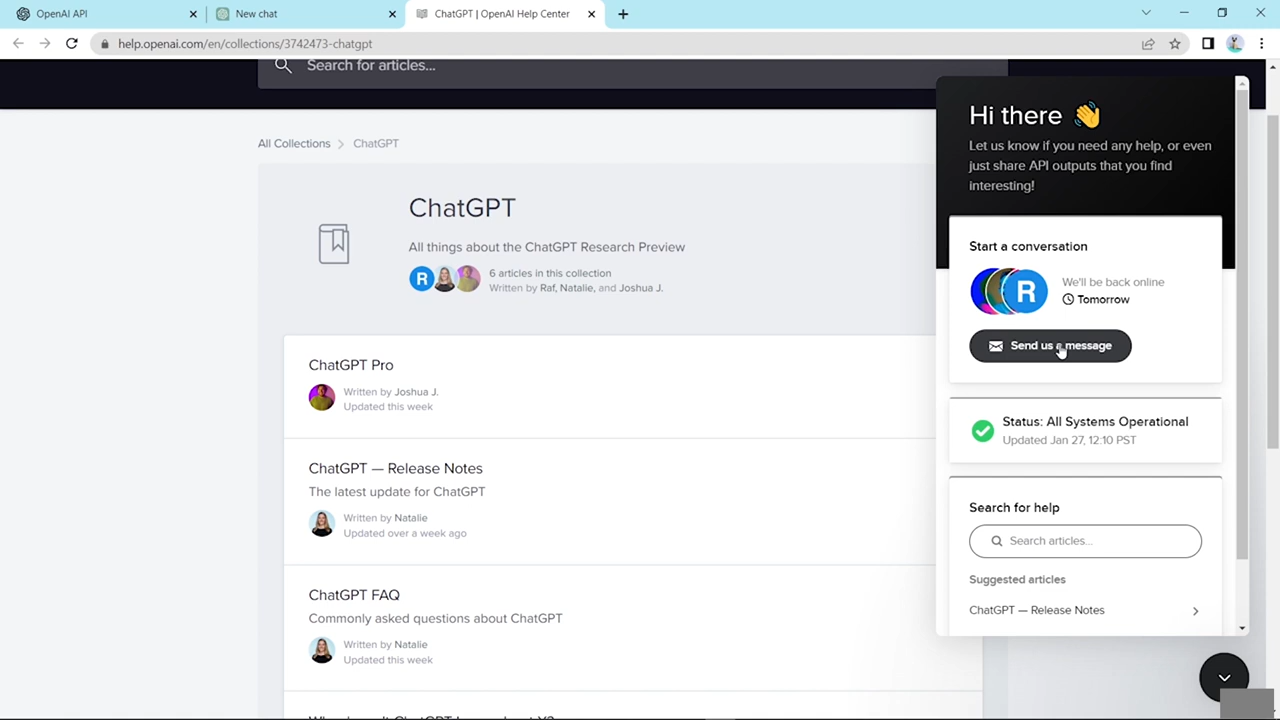 OpenAI API
New chat
ChatGPT | OpenAI Help Center
help.openai.com/en/collections/3742473-chatgpt
Search for articles...
All Collections
ChatGPT
ChatGPT
All things about the ChatGPT Research Preview
R
6 articles in this collection
Written by Raf, Natalie, and Joshua J.
ChatGPT Pro
Written by Joshua J.
Updated this week
ChatGPT — Release Notes
The latest update for ChatGPT
Written by Natalie
Updated over a week ago
ChatGPT FAQ
Commonly asked questions about ChatGPT
Written by Natalie
Updated this week
Hi there 👋
Let us know if you need any help, or even
just share API outputs that you find
interesting!
Start a conversation
R
We'll be back online
Tomorrow
Send us a message
Status: All Systems Operational
Updated Jan 27, 12:10 PST
Search for help
Search articles...
Suggested articles
ChatGPT — Release Notes